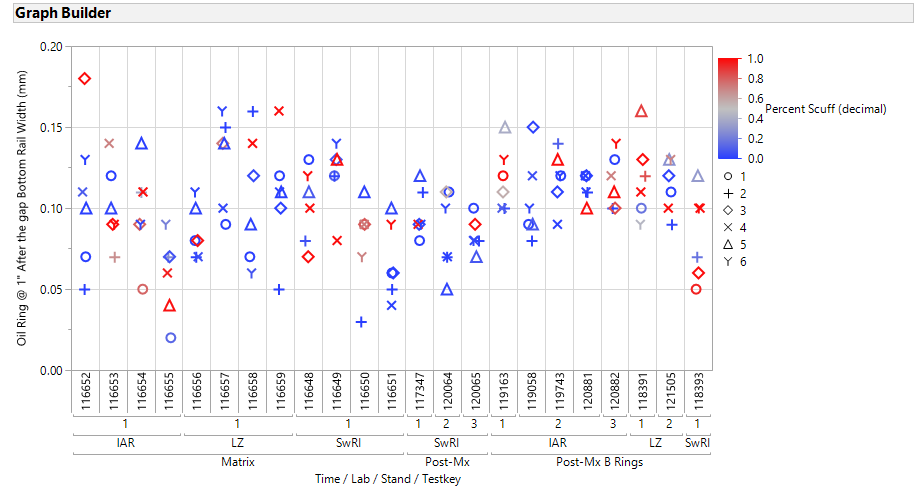 Graph Builder
Oil Ring @ 1" After the gap Bottom Rail Width (mm)
0.20
0.15
0.10
0.05
0.00
116652 116653 116654 116655 116656 116657 116658 116659 116648 116649 116650 116651 117347 120064 120065 119163 119058 119743 120881 120882 118391 121505 118393
1 1 1 1 2 3 1 2 3 1 2 1
IAR LZ SwRI SwRI IAR LZ SwRI
Matrix Post-Mx Post-Mx B Rings
Time / Lab / Stand / Testkey
1.0
0.8
0.6
0.4
0.2
0.0
Percent Scuff (decimal)
1
2
3
4
5
6